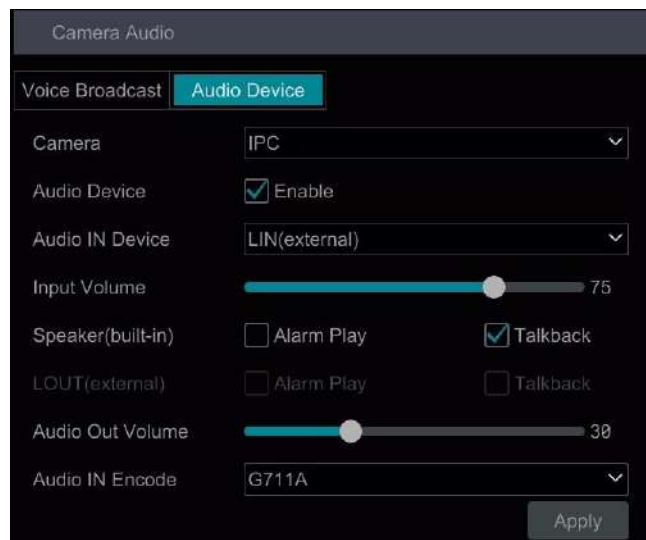 Camera Audio
Voice Broadcast Audio Device
Camera IPC
Audio Device Enable
Audio IN Device LIN(external)
Input Volume 75
Speaker(built-in) Alarm Play Talkback
LOUT(external) Alarm Play Talkback
Audio Out Volume 30
Audio IN Encode G711A
Apply